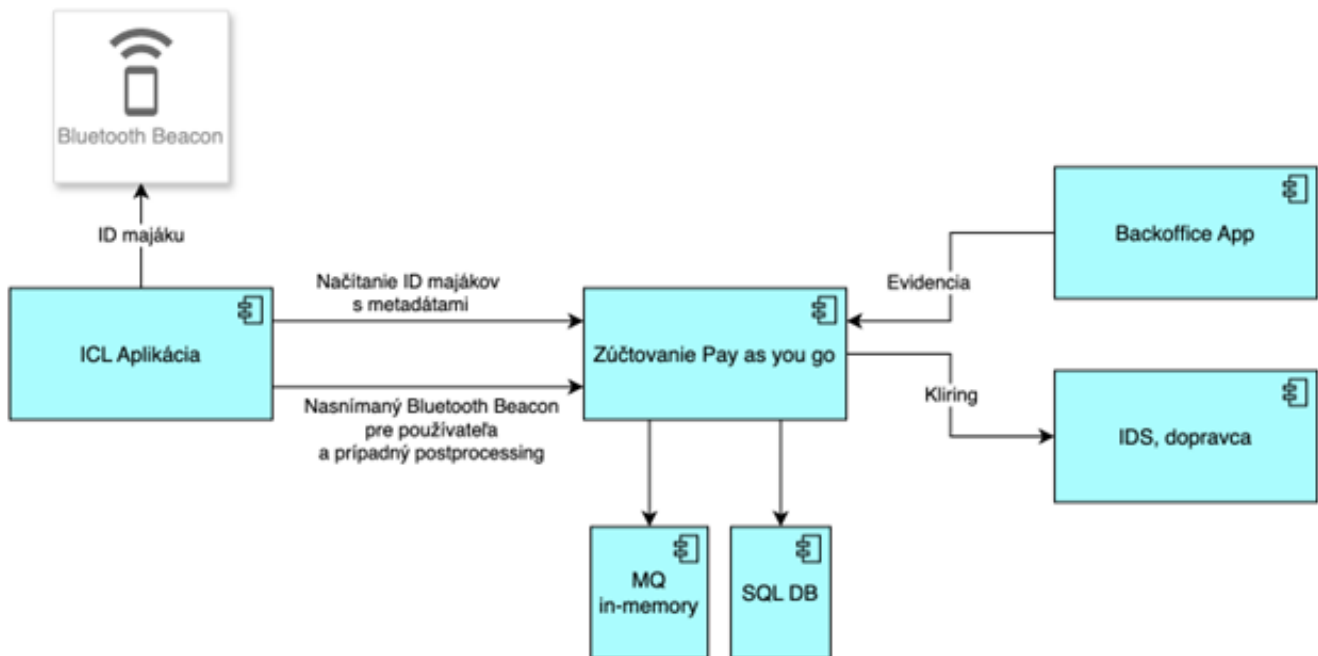 Bluetooth Beacon
ID majáku
ICL Aplikácia
Načítanie ID majákov
s metadátami
Nasnímaný Bluetooth Beacon
pre používateľa
a prípadný postprocessing
Zúčtovanie Pay as you go
Evidencia
Backoffice App
Kliring
IDS, dopravca
MQ
in-memory
SQL DB